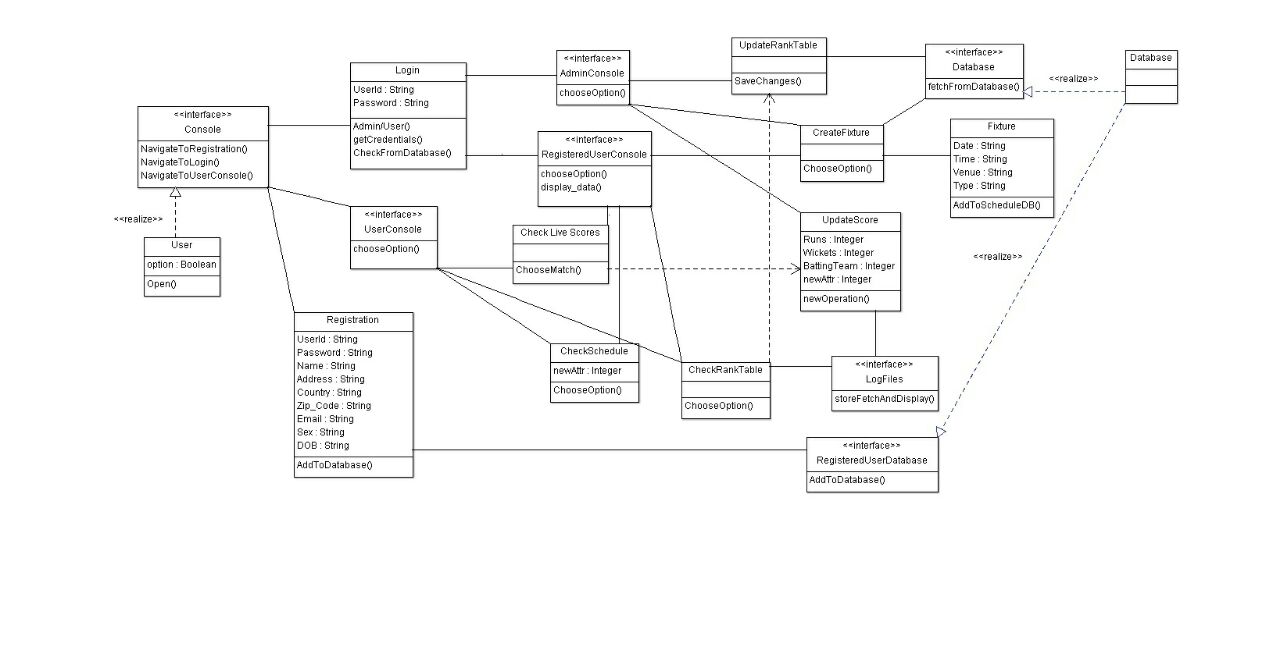 <<interface>>
Console
NavigateToRegistration()
NavigateToLogin()
NavigateToUserConsole()
<<realize>>
User
option : Boolean
Open()
Login
UserId : String
Password : String
Admin/User()
getCredentials()
CheckFromDatabase()
<<interface>>
UserConsole
chooseOption()
Registration
UserId : String
Password : String
Name : String
Address : String
Country : String
Zip_Code : String
Email : String
Sex : String
DOB : String
AddToDatabase()
<<interface>>
AdminConsole
chooseOption()
<<interface>>
RegisteredUserConsole
chooseOption()
display_data()
Check Live Scores
ChooseMatch()
CheckSchedule
newAttr : Integer
ChooseOption()
CheckRankTable
ChooseOption()
UpdateRankTable
SaveChanges()
CreateFixture
ChooseOption()
UpdateScore
Runs : Integer
Wickets : Integer
BattingTeam : Integer
newAttr : Integer
newOperation()
<<interface>>
LogFiles
storeFetchAndDisplay()
<<interface>>
RegisteredUserDatabase
AddToDatabase()
<<interface>>
Database
fetchFromDatabase()
<<realize>>
Database
Fixture
Date : String
Time : String
Venue : String
Type : String
AddToScheduleDB()
<<realize>>